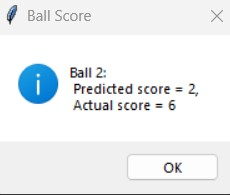 Ball Score
Ball 2:
Predicted score = 2,
Actual score = 6
OK